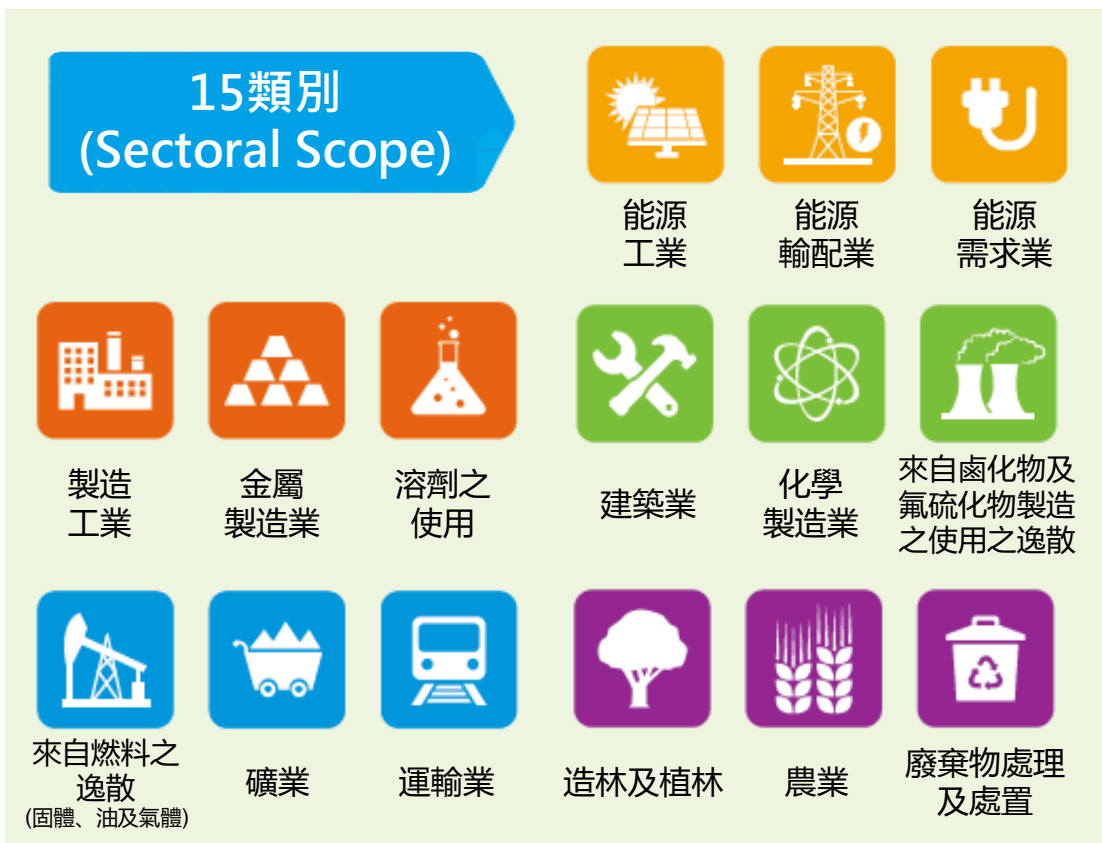 15類別
(Sectoral Scope)
能源
工業
能源
輸配業
能源
需求業
製造
工業
金屬
製造業
溶劑之
使用
建築業
化學
製造業
來自鹵化物及
氟硫化物製造
之使用之逸散
來自燃料之
逸散
(固體、油及氣體)
礦業
運輸業
造林及植林
農業
廢棄物處理
及處置